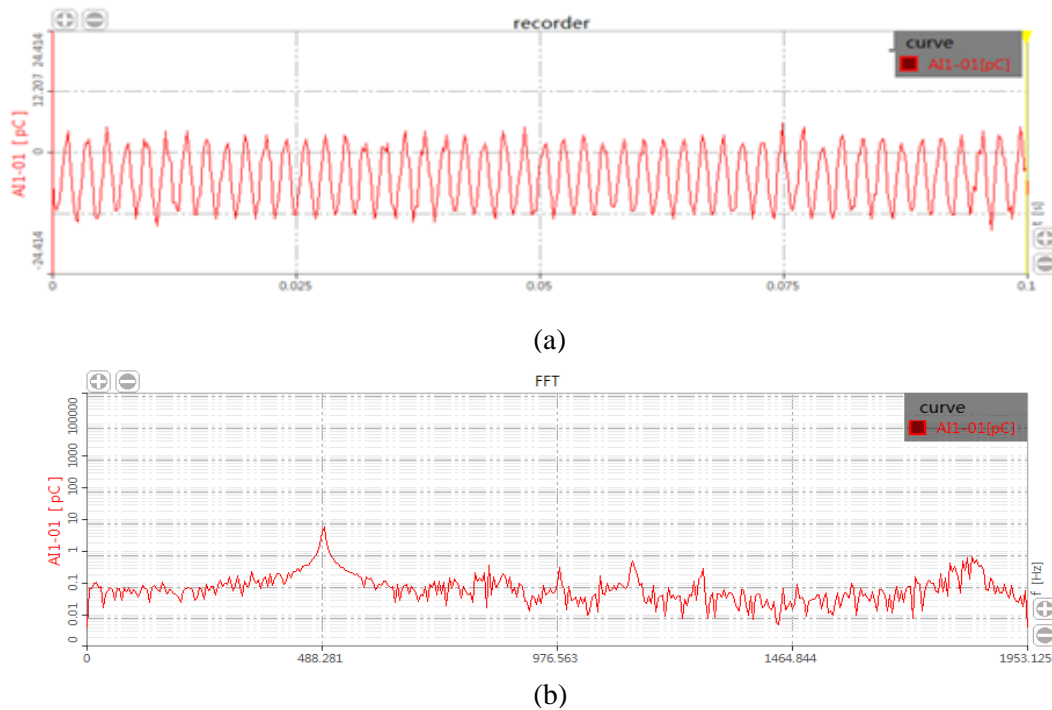 recorder
curve
AI1-01[pC]
24.414
12.207
0
-24.414
AI1-01 [ pC ]
t [s]
0 0.025 0.05 0.075 0.1
(a)
FFT
curve
AI1-01[pC]
100000
1000
100
10
1
0.1
0.01
0
AI1-01 [ pC ]
f [Hz]
0 488.281 976.563 1464.844 1953.125
(b)